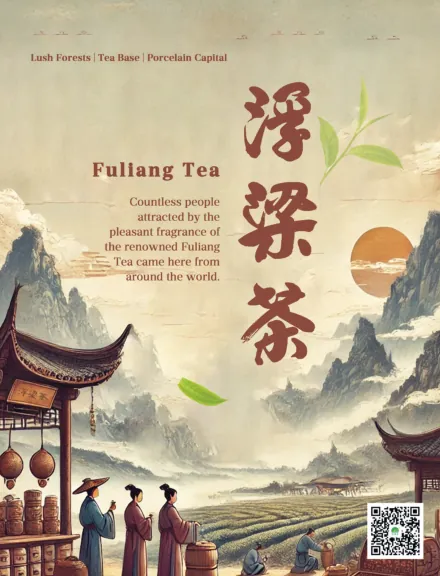 Lush Forests | Tea Base | Porcelain Capital
浮梁茶
Fuliang Tea
Countless people
attracted by the
pleasant fragrance of
the renowned Fuliang
Tea came here from
around the world.